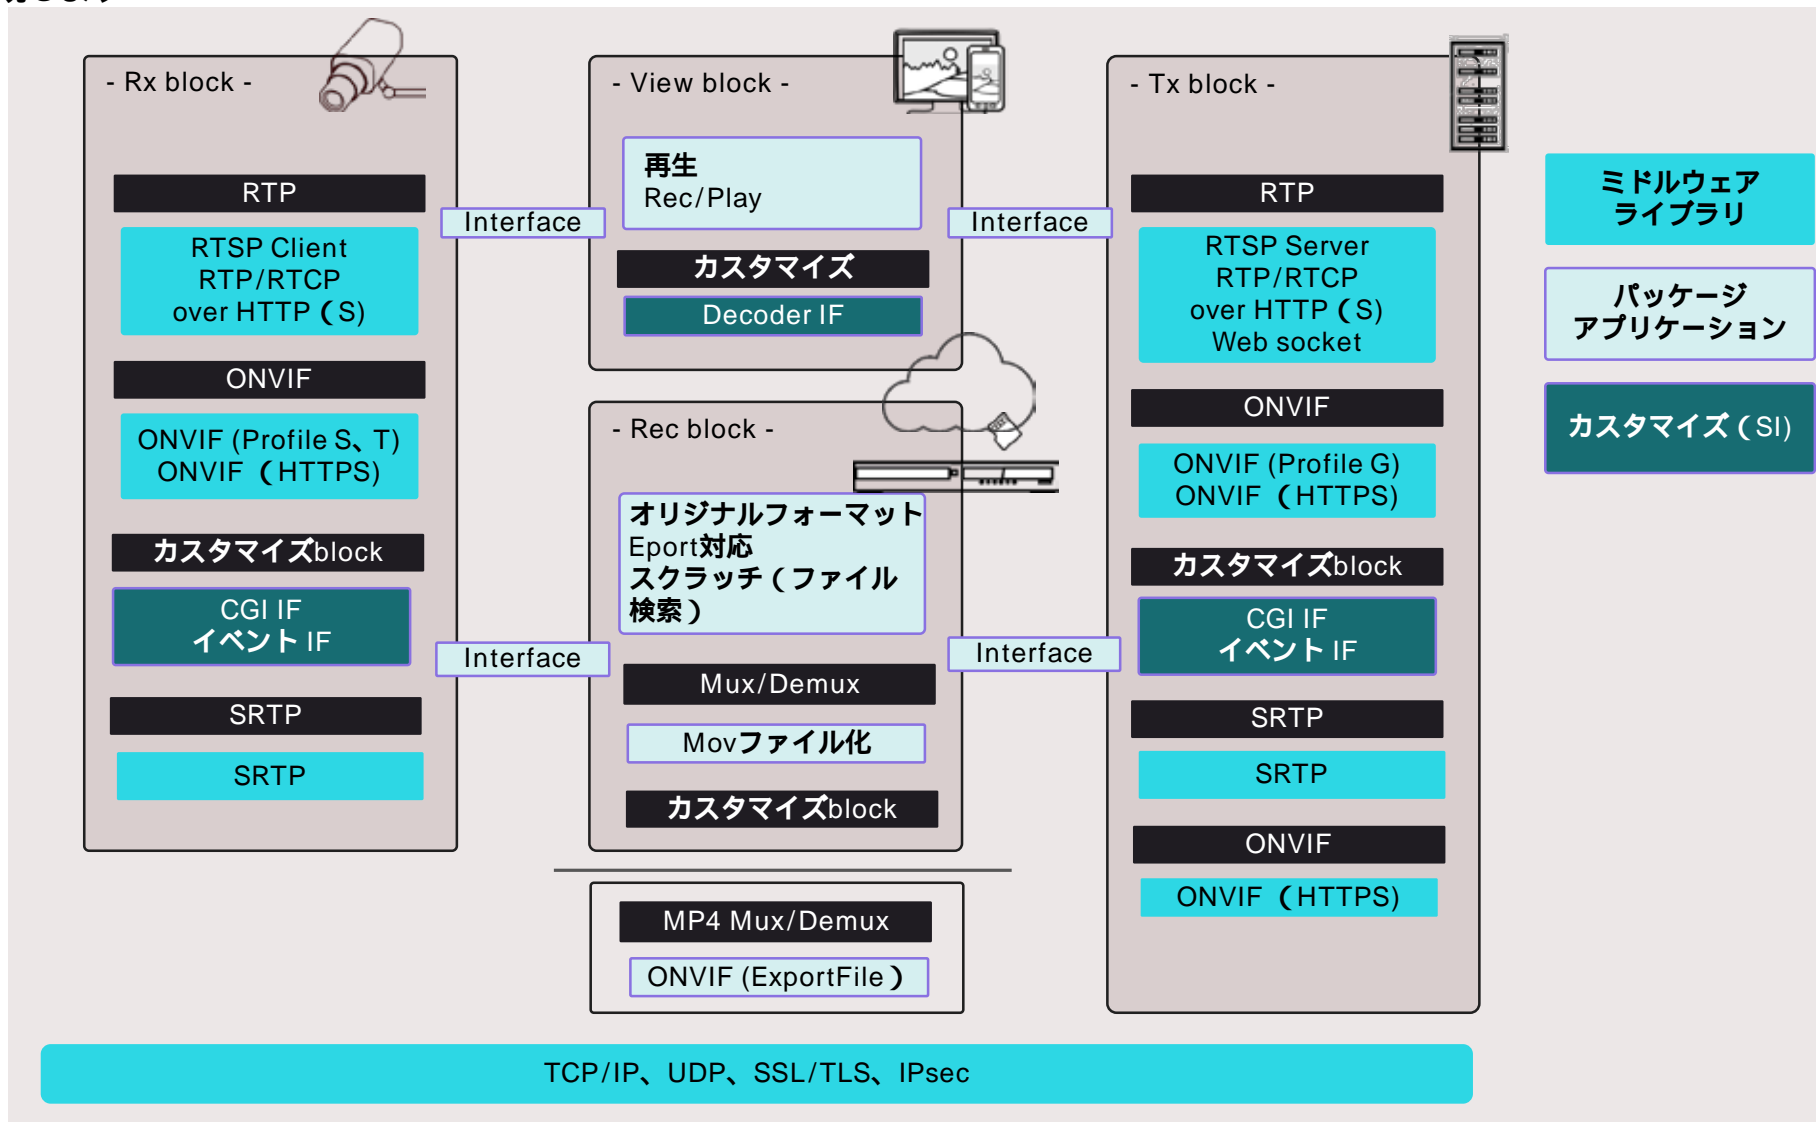 - Rx block -
RTP
RTSP Client
RTP/RTCP
over HTTP（S)
ONVIF
ONVIF (Profile S、T)
ONVIF （HTTPS)
カスタマイズblock
CGI IF
イベント IF
SRTP
SRTP
Interface
Interface
- View block -
再生
Rec/Play
カスタマイズ
Decoder IF
- Rec block -
オリジナルフォーマット
Eport対応
スクラッチ（ファイル
検索）
Mux/Demux
Movファイル化
カスタマイズblock
MP4 Mux/Demux
ONVIF (ExportFile）
Interface
Interface
- Tx block -
RTP
RTSP Server
RTP/RTCP
over HTTP（S)
Web socket
ONVIF
ONVIF (Profile G)
ONVIF （HTTPS)
カスタマイズblock
CGI IF
イベント IF
SRTP
SRTP
ONVIF
ONVIF （HTTPS)
ミドルウェア
ライブラリ
パッケージ
アプリケーション
カスタマイズ（SI)
TCP/IP、UDP、SSL/TLS、IPsec